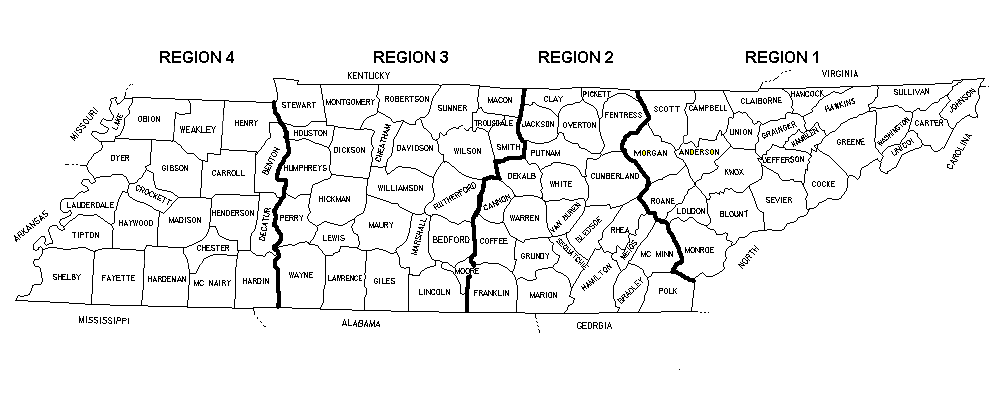 REGION 4
REGION 3
REGION 2
REGION 1
KENTUCKY
VIRGINIA
MISSOURI
ARKANSAS
MISSISSIPPI
ALABAMA
GEORGIA
NORTH
CAROLINA
LAKE
OBION
WEAKLEY
HENRY
DYER
GIBSON
CARROLL
BENTON
LAUDERDALE
CROCKETT
HAYWOOD
MADISON
HENDERSON
DECATUR
TIPTON
CHESTER
SHELBY
FAYETTE
HARDEMAN
MC NAIRY
HARDIN
STEWART
MONTGOMERY
ROBERTSON
SUMNER
MACON
TROUSDALE
HOUSTON
DICKSON
CHEATHAM
DAVIDSON
WILSON
SMITH
HUMPHREYS
HICKMAN
WILLIAMSON
RUTHERFORD
PERRY
LEWIS
MAURY
MARSHALL
BEDFORD
MOORE
WAYNE
LAWRENCE
GILES
LINCOLN
CLAY
PICKETT
JACKSON
OVERTON
FENTRESS
PUTNAM
DEKALB
WHITE
CUMBERLAND
CANNON
WARREN
VAN BUREN
BLEDSOE
RHEA
COFFEE
GRUNDY
SEQUATCHIE
MEIGS
MC MINN
HAMILTON
FRANKLIN
MARION
BRADLEY
POLK
SCOTT
CAMPBELL
CLAIBORNE
HANCOCK
HAWKINS
SULLIVAN
JOHNSON
UNION
GRAINGER
HAMBLEN
GREENE
WASHINGTON
CARTER
UNICOI
MORGAN
ANDERSON
KNOX
JEFFERSON
COCKE
ROANE
LOUDON
BLOUNT
SEVIER
MONROE